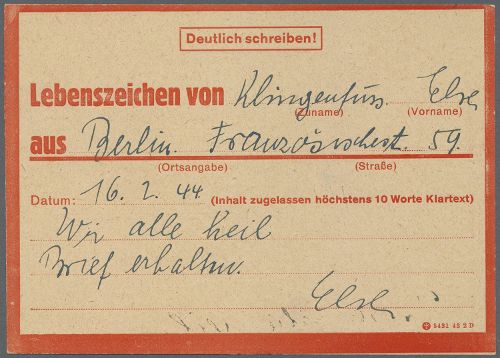 Deutlich schreiben!
Lebenszeichen von Klingenfuss. Else
(Zuname) (Vorname)
aus Berlin. Französischest. 59.
(Ortsangabe) (Straße)
Datum: 16. 2. 44 (Inhalt zugelassen höchstens 10 Worte Klartext)
Wir alle heil
Brief erhalten.
Else.